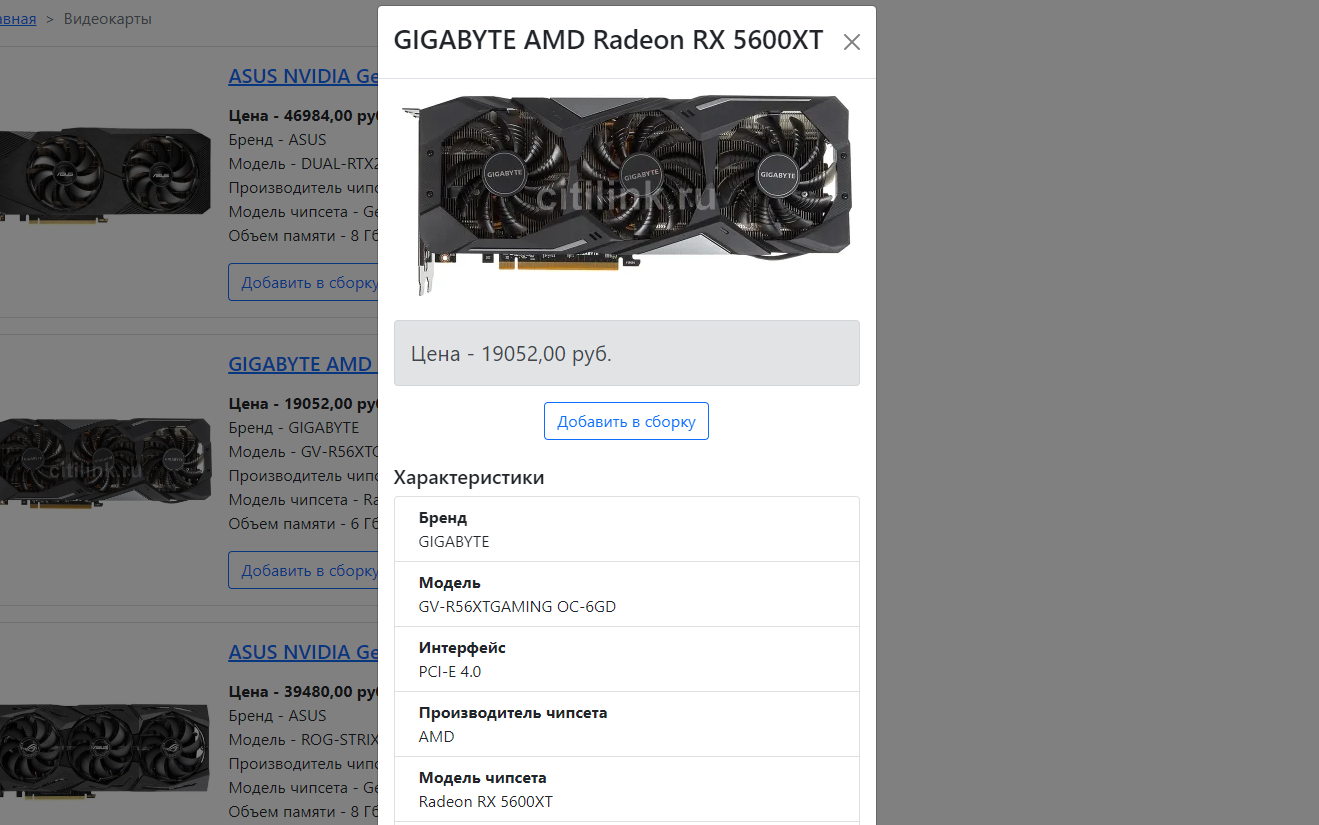 авная > Видеокарты
ASUS NVIDIA Ge
Цена - 46984,00 ру
Бренд - ASUS
Модель - DUAL-RTX2
Производитель чипс
Модель чипсета - Ge
Объем памяти - 8 Гб
Добавить в сборку
GIGABYTE AMD
Цена - 19052,00 ру
Бренд - GIGABYTE
Модель - GV-R56XTG
Производитель чипс
Модель чипсета - Ra
Объем памяти - 6 Гб
Добавить в сборку
citilink.ru
ASUS NVIDIA Ge
Цена - 39480,00 ру
Бренд - ASUS
Модель - ROG-STRIX
Производитель чипс
Модель чипсета - Ge
Объем памяти - 8 Гб
GIGABYTE AMD Radeon RX 5600XT
GIGABYTE GIGABYTE GIGABYTE
citilink.ru
Цена - 19052,00 руб.
Добавить в сборку
Характеристики
Бренд
GIGABYTE
Модель
GV-R56XTGAMING OC-6GD
Интерфейс
PCI-E 4.0
Производитель чипсета
AMD
Модель чипсета
Radeon RX 5600XT